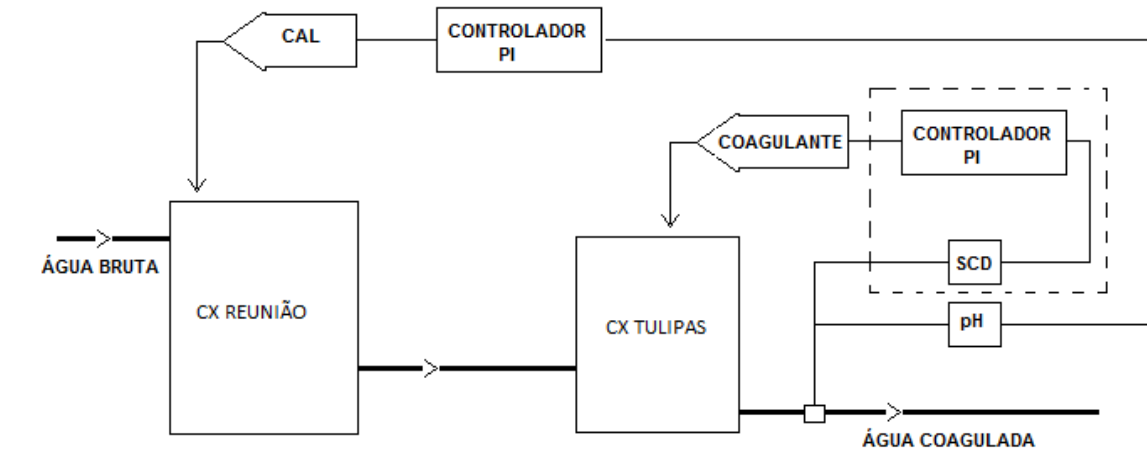 CAL
CONTROLADOR
PI
COAGULANTE
CONTROLADOR
PI
ÁGUA BRUTA
CX REUNIÃO
SCD
CX TULIPAS
pH
ÁGUA COAGULADA